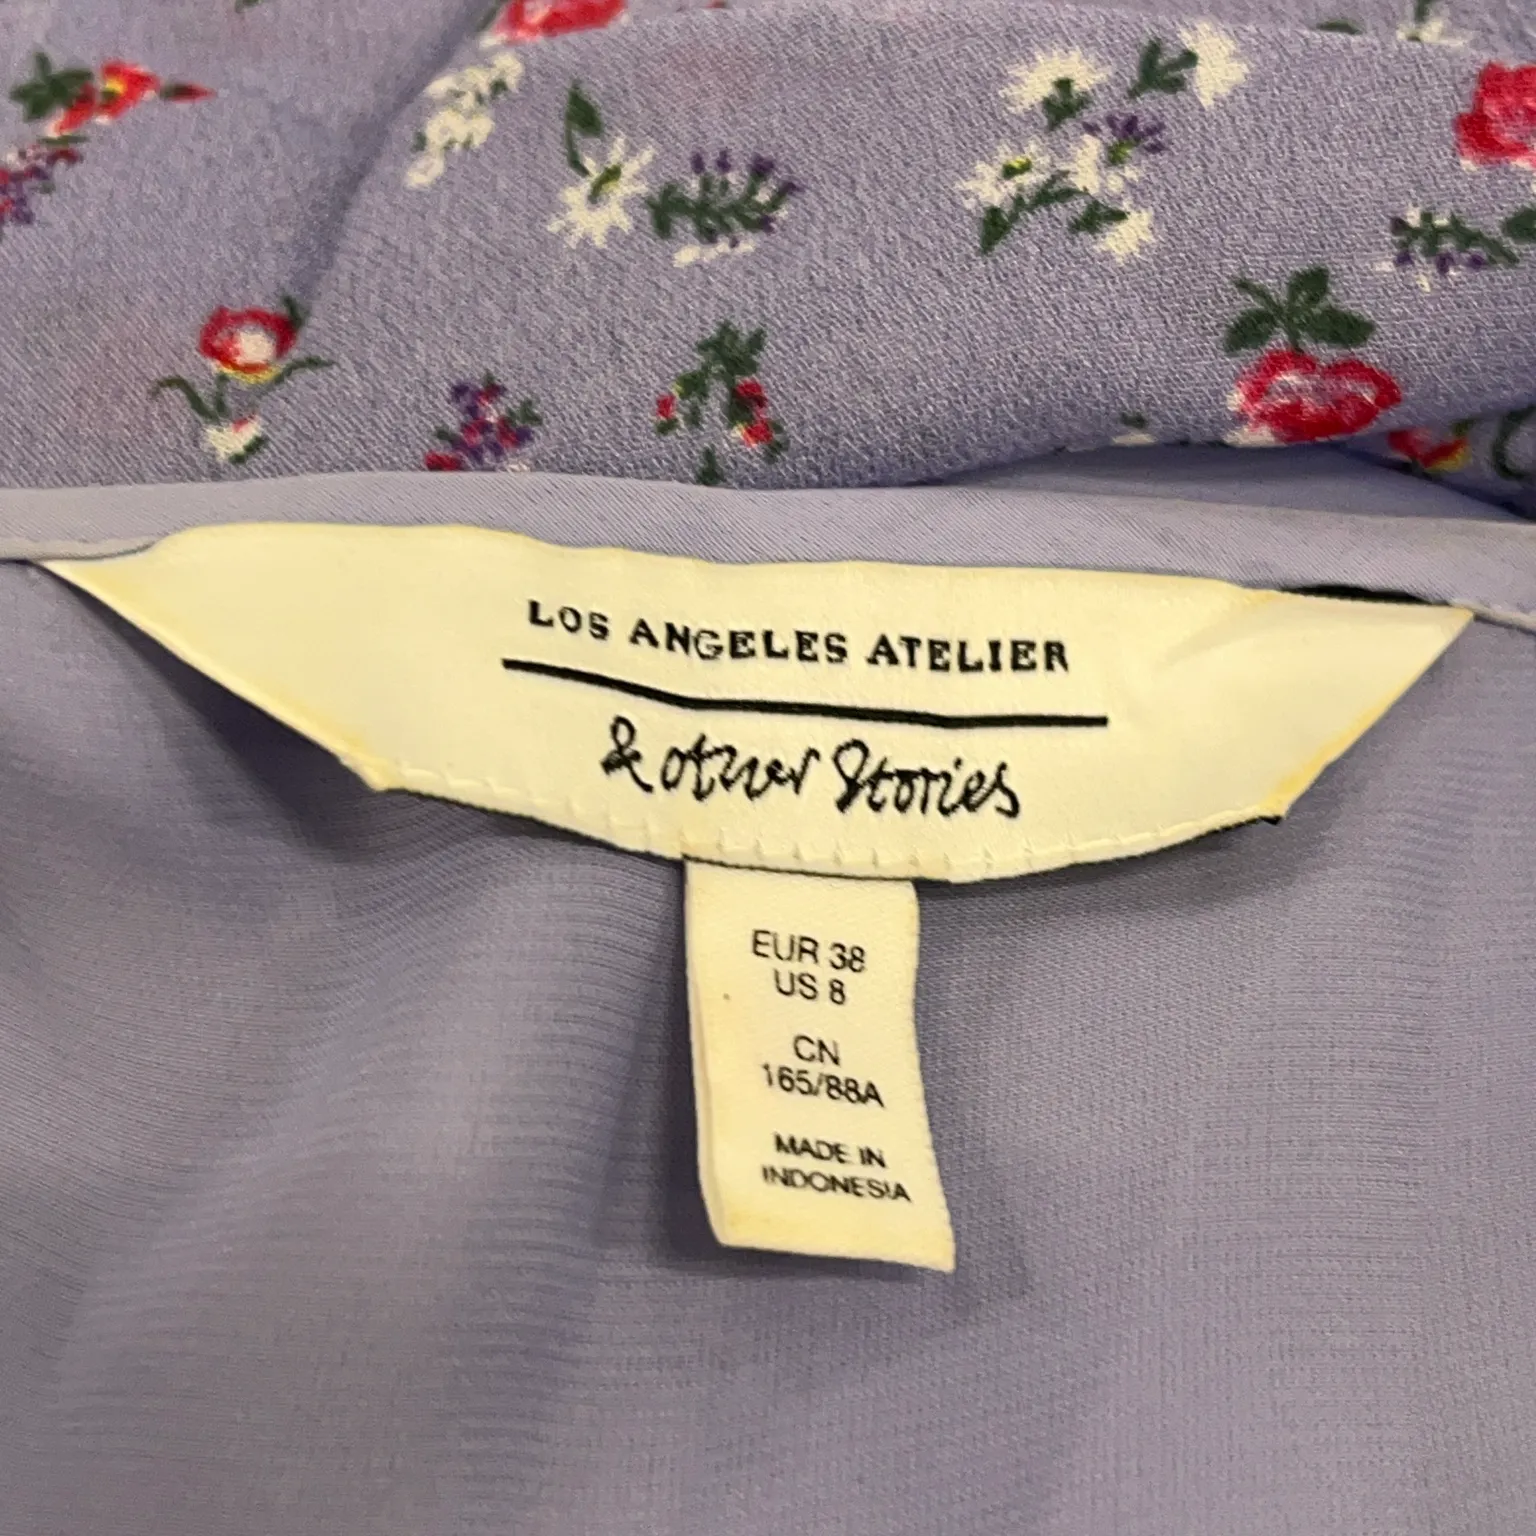 LOS ANGELES ATELIER
& other Stories
EUR 38
US 8
CN
165/88A
MADE IN
INDONESIA